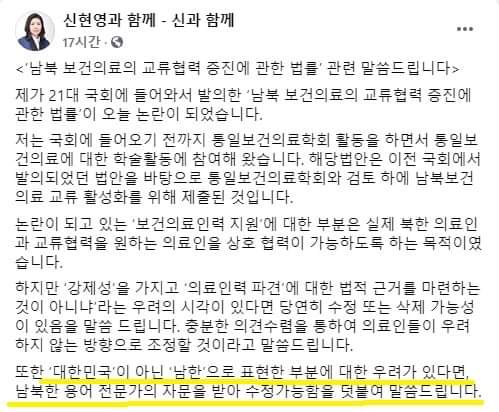 신현영과 함께 - 신과 함께
17시간 ·
<'남북 보건의료의 교류협력 증진에 관한 법률' 관련 말씀드립니다>
제가 21대 국회에 들어와서 발의한 '남북 보건의료의 교류협력 증진에
관한 법률'이 오늘 논란이 되었습니다.
저는 국회에 들어오기 전까지 통일보건의료학회 활동을 하면서 통일보
건의료에 대한 학술활동에 참여해 왔습니다. 해당법안은 이전 국회에서
발의되었던 법안을 바탕으로 통일보건의료학회와 검토 하에 남북보건
의료 교류 활성화를 위해 제출된 것입니다.
논란이 되고 있는 '보건의료인력 지원'에 대한 부분은 실제 북한 의료인
과 교류협력을 원하는 의료인을 상호 협력이 가능하도록 하는 목적이였
습니다.
하지만 '강제성'을 가지고 '의료인력 파견'에 대한 법적 근거를 마련하는
것이 아니냐'라는 우려의 시각이 있다면 당연히 수정 또는 삭제 가능성
이 있음을 말씀 드립니다. 충분한 의견수렴을 통하여 의료인들이 우려
하지 않는 방향으로 조정할 것이라고 말씀드립니다.
또한 '대한민국'이 아닌 '남한'으로 표현한 부분에 대한 우려가 있다면,
남북한 용어 전문가의 자문을 받아 수정가능함을 덧붙여 말씀드립니다.